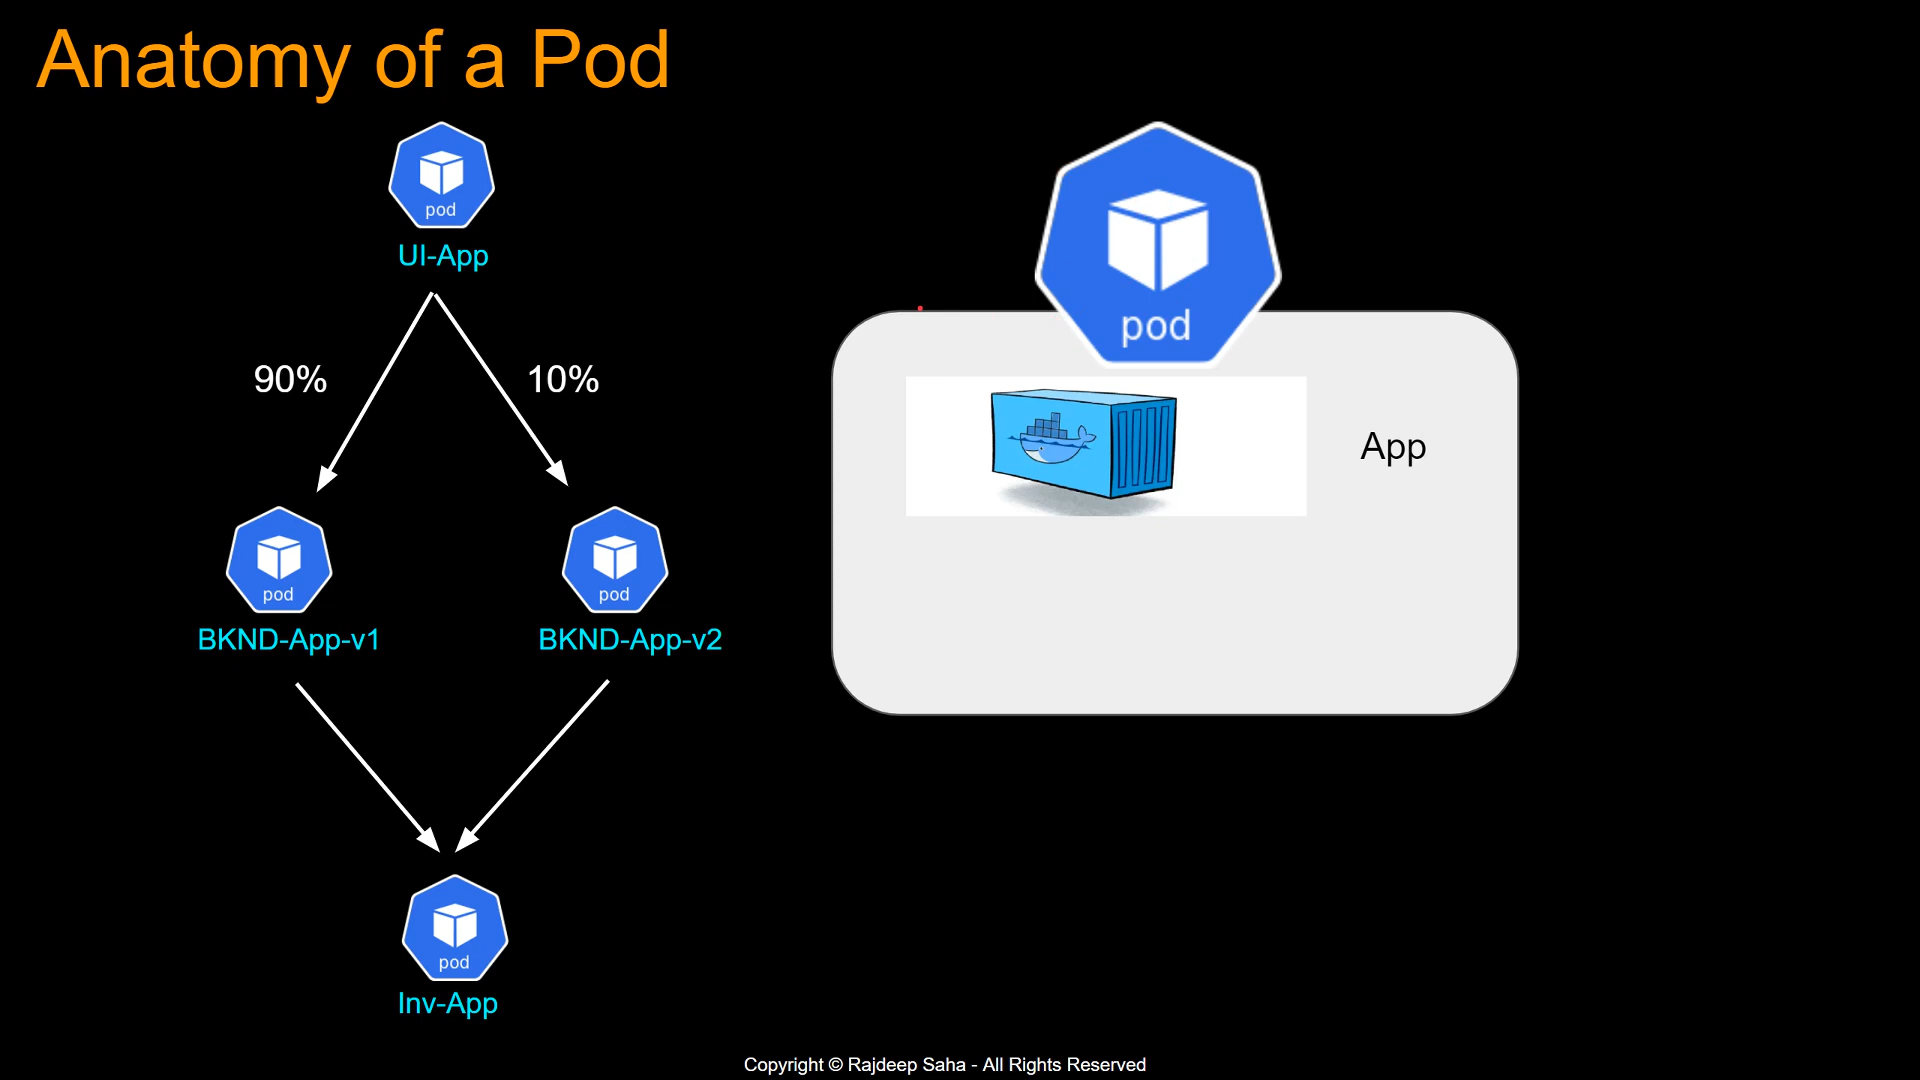 Anatomy of a Pod
pod
UI-App
90%
10%
pod
BKND-App-v1
pod
BKND-App-v2
pod
Inv-App
pod
App
Copyright © Rajdeep Saha - All Rights Reserved